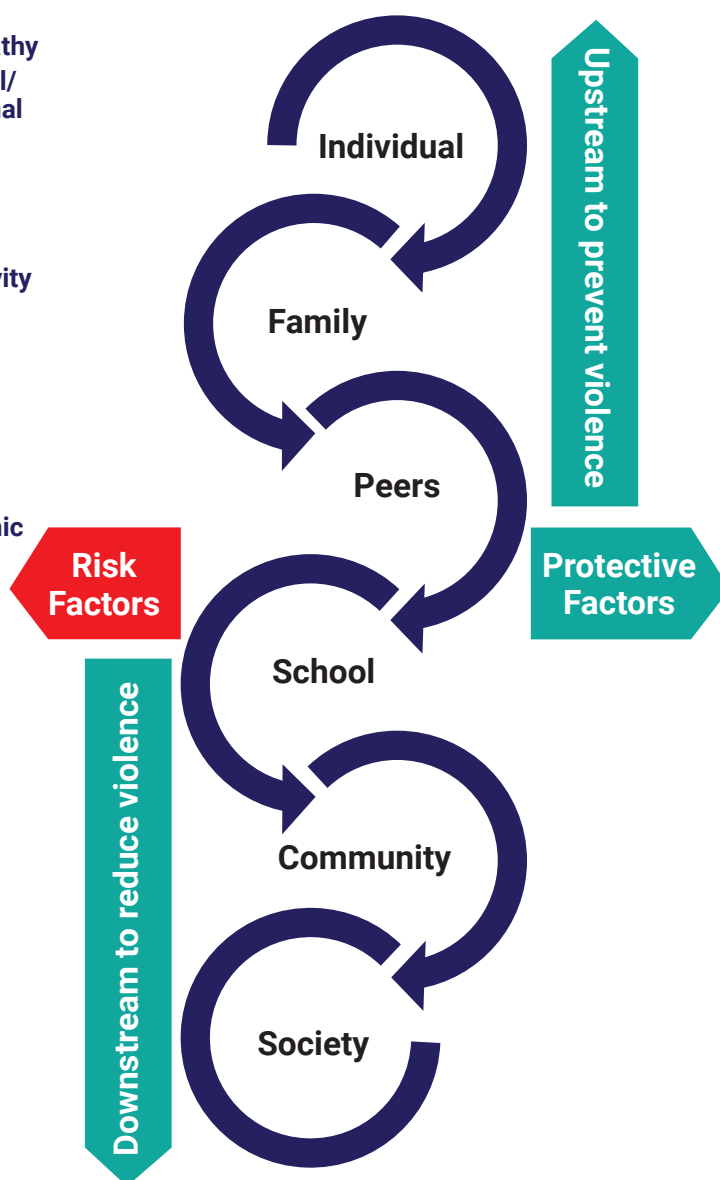 Individual
Upstream to prevent violence
Family
Peers
Risk
Factors
Protective
Factors
School
Downstream to reduce violence
Community
Society